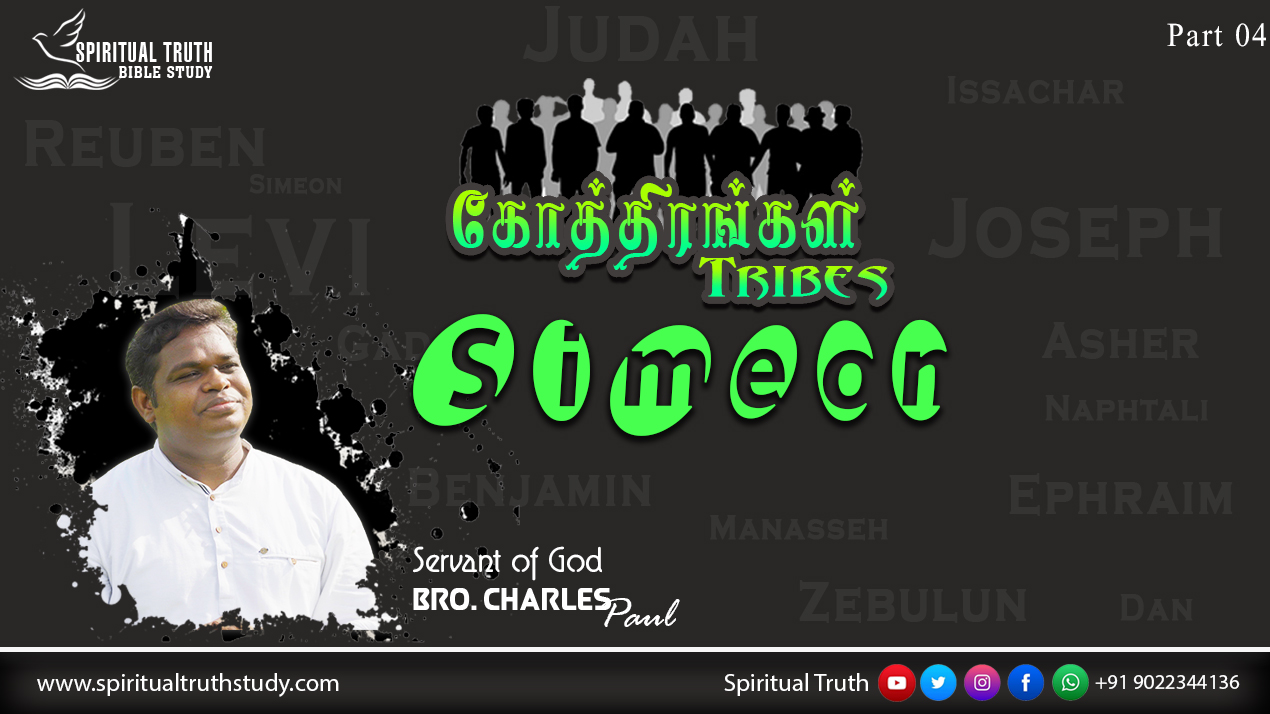 SPIRITUAL TRUTH
BIBLE STUDY
Part 04
JUDAH
ISSACHAR
REUBEN
SIMEON
LEVI
JOSEPH
கோத்திரங்கள்
TRIBES
Simeon
GAD
ASHER
NAPHTALI
BENJAMIN
EPHRAIM
MANASSEH
Servant of God
BRO. CHARLES Paul
ZEBULUN
DAN
www.spiritualtruthstudy.com
Spiritual Truth
+91 9022344136